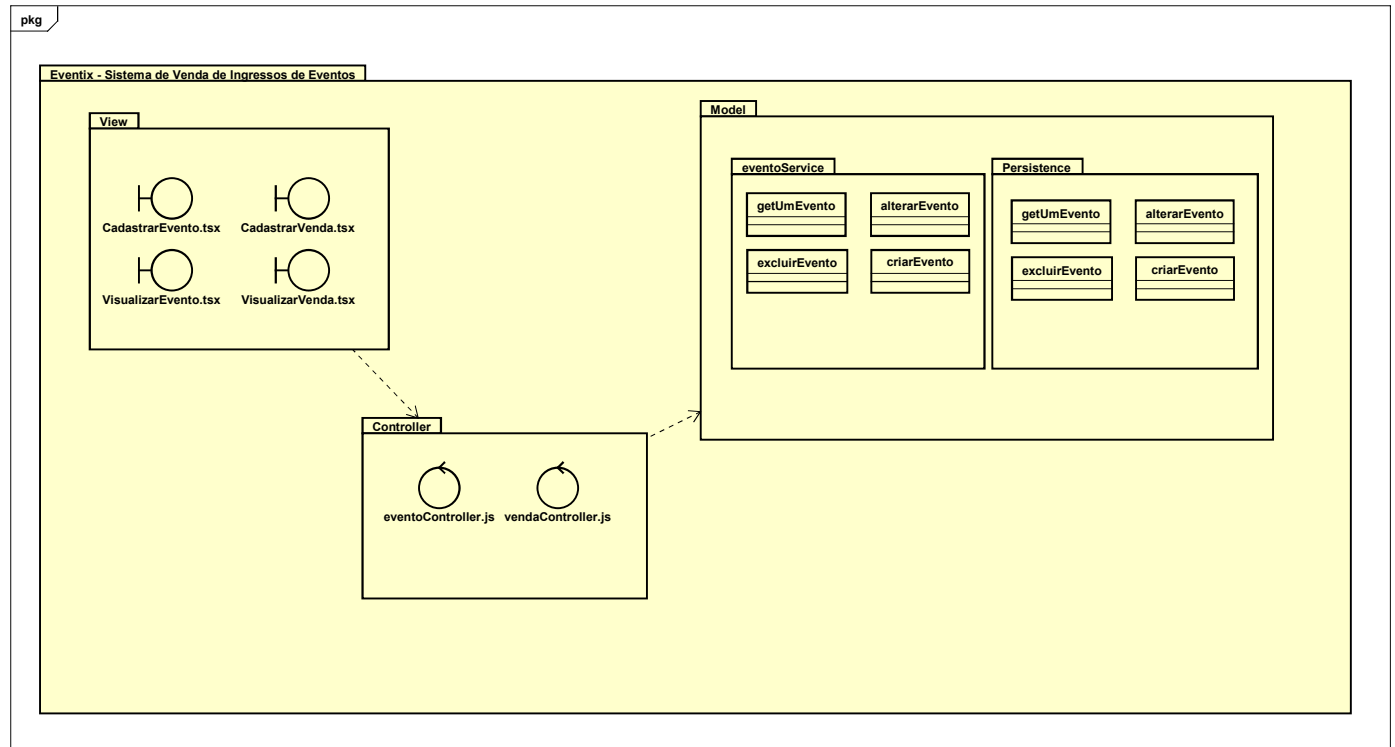 pkg
Eventix - Sistema de Venda de Ingressos de Eventos
View
CadastrarEvento.tsx
CadastrarVenda.tsx
VisualizarEvento.tsx
VisualizarVenda.tsx
Controller
eventoController.js
vendaController.js
Model
eventoService
getUmEvento
alterarEvento
excluirEvento
criarEvento
Persistence
getUmEvento
alterarEvento
excluirEvento
criarEvento